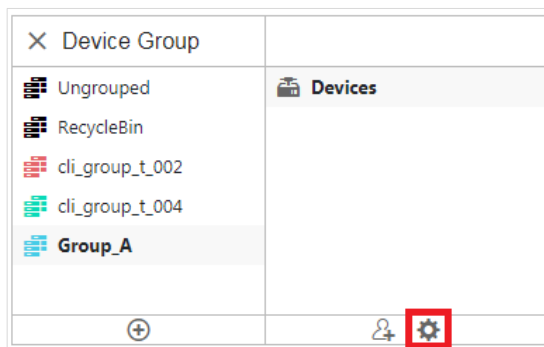 Device Group
Ungrouped
Devices
RecycleBin
cli_group_t_002
cli_group_t_004
Group_A